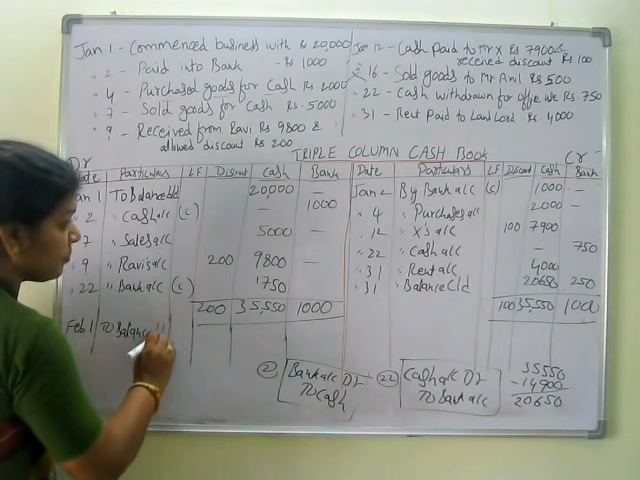 Jan 1 - Commenced business with Rs 20,000
" 2 - Paid into Bank - Rs 1000
" 4 - Purchased goods for Cash Rs 2000
" 7 - Sold goods for Cash Rs. 5000
" 9 - Received from Ravi Rs 9800 &
allowed discount Rs 200
Jan 12 - Cash Paid to Mr X Rs 7900 &
received discount Rs 100
" 16 - Sold goods to Mr Anil Rs 500
" 22 - Cash withdrawn for office use Rs. 750
" 31 - Rent Paid to Land Lord Rs. 4000
TRIPLE COLUMN CASH BOOK
Dr Cr
Date Particulars LF Discount Cash Bank Date Particulars LF Discount Cash Bank
Jan 1 To Balance b/d 20,000 — Jan 2 By Bank a/c (c) 1000 —
" 2 " Cash a/c (c) — 1000 " 4 " Purchases a/c 2000 —
7 " Sales a/c 5000 — " 12 " X's a/c 100 7900
" 9 " Ravis a/c 200 9800 — " 22 " Cash a/c — 750
" 22 " Bank a/c (c) 750 " 31 " Rent a/c 4000
" 31 " Balance C/d 20650 250
200 35,550 1000 100 35,550 1000
Feb 1 To Balance
② Bank a/c Dr
To Cash
㉒ Cash a/c Dr
To Bank a/c
35550
- 14900
20650